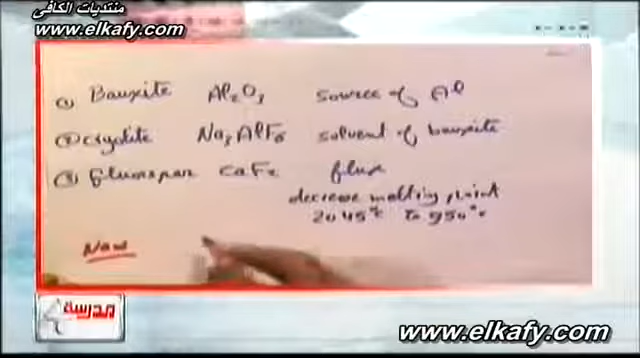 منتديات الكافى
www.elkafy.com
① Bauxite Al₂O₃ source of Al
② cryolite Na₃AlF₆ solvent of bauxite
③ fluorspar CaF₂ flux
decrease melting point
2045°c to 950°c
Now
مدرسة
www.elkafy.com